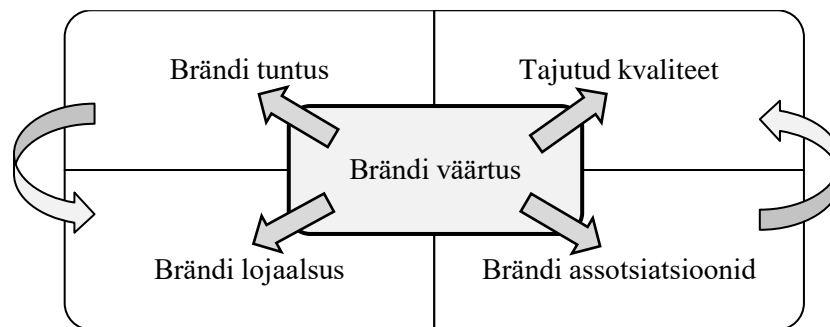 Brändi tuntus
Tajutud kvaliteet
Brändi väärtus
Brändi lojaalsus
Brändi assotsiatsioonid